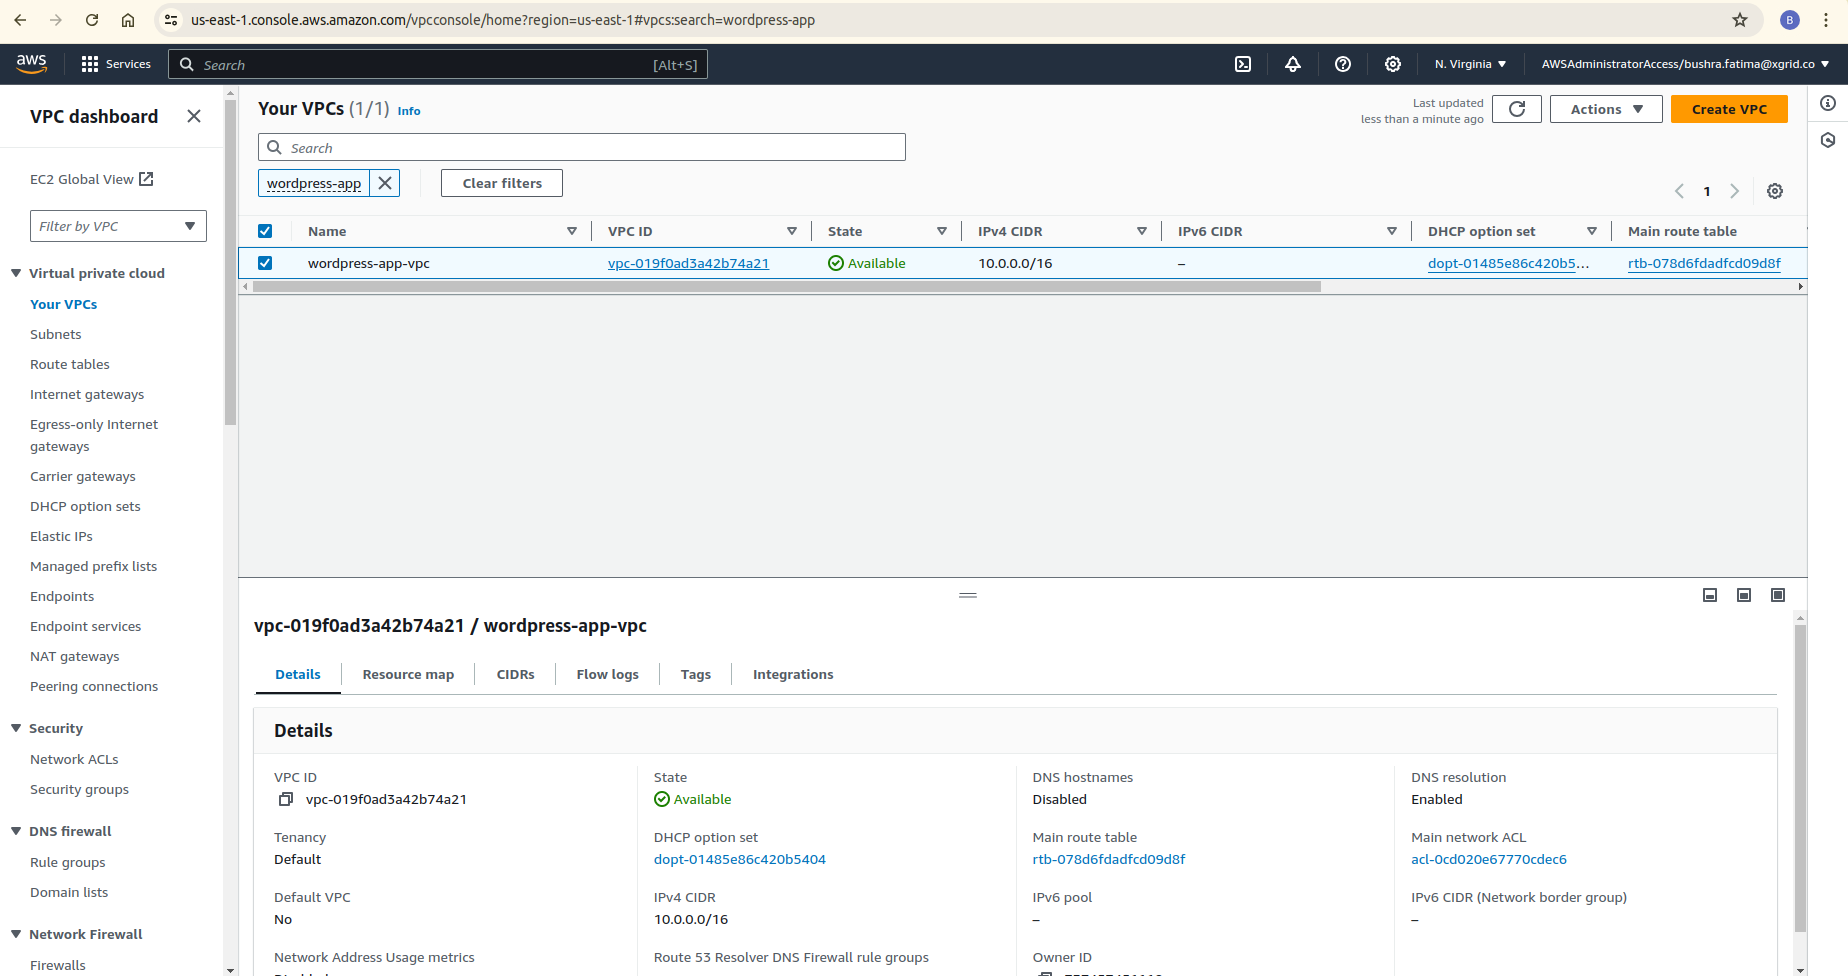 us-east-1.console.aws.amazon.com/vpcconsole/home?region=us-east-1#vpcs:search=wordpress-app
B
aws
Services
Search
[Alt+S]
N. Virginia
AWSAdministratorAccess/bushra.fatima@xgrid.co
VPC dashboard
EC2 Global View
Filter by VPC
Virtual private cloud
Your VPCs
Subnets
Route tables
Internet gateways
Egress-only Internet
gateways
Carrier gateways
DHCP option sets
Elastic IPs
Managed prefix lists
Endpoints
Endpoint services
NAT gateways
Peering connections
Security
Network ACLs
Security groups
DNS firewall
Rule groups
Domain lists
Network Firewall
Firewalls
Your VPCs (1/1) Info
Last updated
less than a minute ago
Actions
Create VPC
Search
wordpress-app
Clear filters
1
Name VPC ID State IPv4 CIDR IPv6 CIDR DHCP option set Main route table
wordpress-app-vpc vpc-019f0ad3a42b74a21 Available 10.0.0.0/16 – dopt-01485e86c420b5... rtb-078d6fdadfcd09d8f
vpc-019f0ad3a42b74a21 / wordpress-app-vpc
Details Resource map CIDRs Flow logs Tags Integrations
Details
VPC ID State DNS hostnames DNS resolution
vpc-019f0ad3a42b74a21 Available Disabled Enabled
Tenancy DHCP option set Main route table Main network ACL
Default dopt-01485e86c420b5404 rtb-078d6fdadfcd09d8f acl-0cd020e67770cdec6
Default VPC IPv4 CIDR IPv6 pool IPv6 CIDR (Network border group)
No 10.0.0.0/16 – –
Network Address Usage metrics Route 53 Resolver DNS Firewall rule groups Owner ID